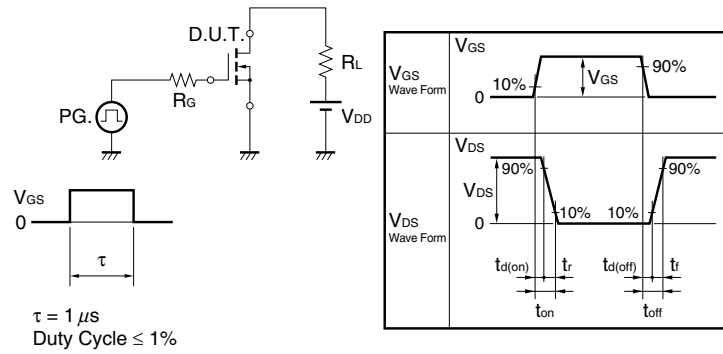 D.U.T.
RL
RG
PG.
VDD
VGS
0
τ
τ = 1 μs
Duty Cycle ≤ 1%
VGS
Wave Form
VGS
10%
0
VGS
90%
VDS
Wave Form
VDS
90%
VDS
0
10%
10%
90%
td(on)
tr
td(off)
tf
ton
toff